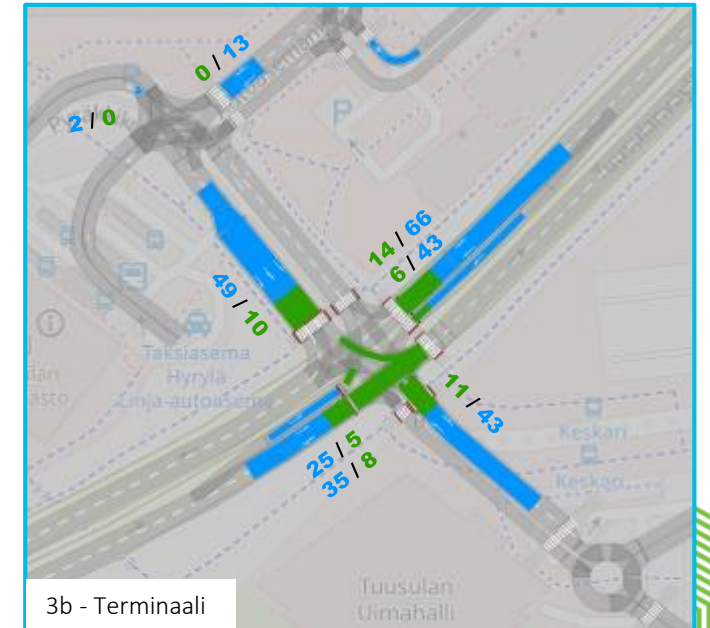 0 / 13
2 / 0
P
14 / 66
6 / 43
49 / 10
Taksiasema
Hyrylä
Linja-autoasema
11 / 43
Keskari
Keskari
25 / 5
35 / 8
Tuusulan
Uimahalli
3b - Terminaali